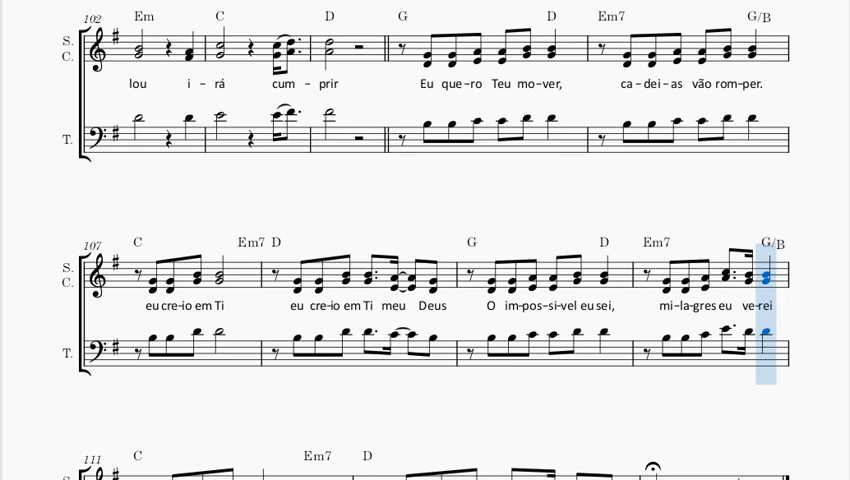 102 Em C D G D Em7 G/B
S.
C.
lou i - rá cum - prir Eu que-ro Teu mo-ver, ca-dei-as vão rom-per.
T.
107 C Em7 D G D Em7 G/B
S.
C.
eu cre-io em Ti eu cre-io em Ti meu Deus O im-pos-sí-vel eu sei, mi-la-gres eu ve-rei
T.
111 C Em7 D
S.